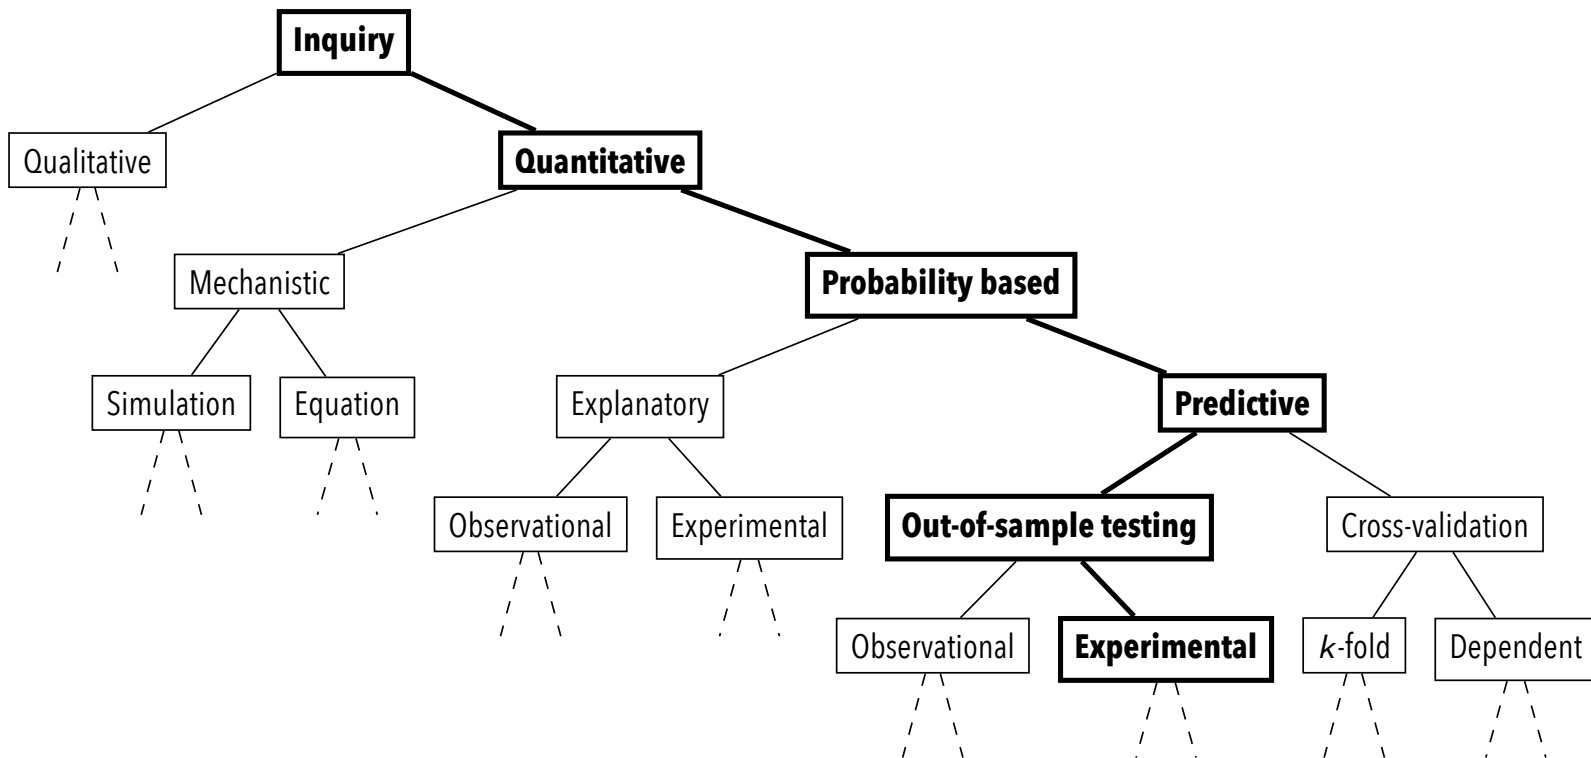 Inquiry
Qualitative
Quantitative
Mechanistic
Probability based
Simulation
Equation
Explanatory
Predictive
Observational
Experimental
Out-of-sample testing
Cross-validation
Observational
Experimental
k-fold
Dependent